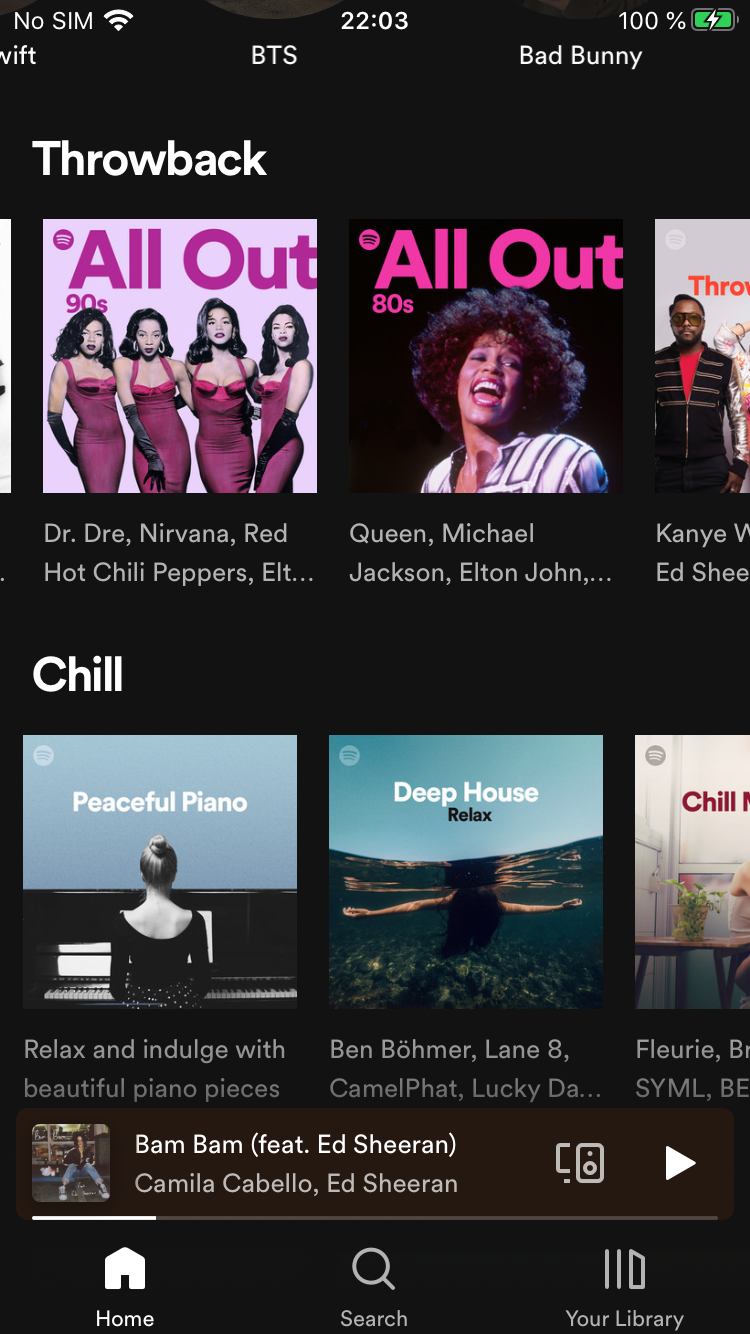 No SIM 22:03 100 %
wift BTS Bad Bunny
Throwback
All Out
90s
All Out
80s
Throw
Dr. Dre, Nirvana, Red
Hot Chili Peppers, Elt...
Queen, Michael
Jackson, Elton John,...
Kanye W
Ed Shee
Chill
Peaceful Piano
Deep House
Relax
Chill M
Relax and indulge with
beautiful piano pieces
Ben Böhmer, Lane 8,
CamelPhat, Lucky Da...
Fleurie, Br
SYML, BE
Bam Bam (feat. Ed Sheeran)
Camila Cabello, Ed Sheeran
Home Search Your Library